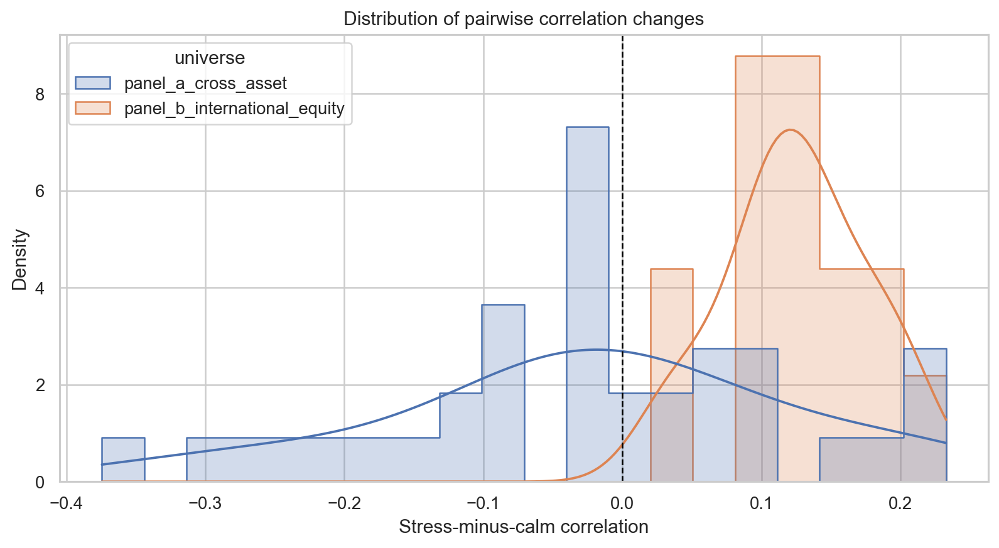 Distribution of pairwise correlation changes
universe
panel_a_cross_asset
panel_b_international_equity
Density
8
6
4
2
0
−0.4 −0.3 −0.2 −0.1 0.0 0.1 0.2
Stress-minus-calm correlation